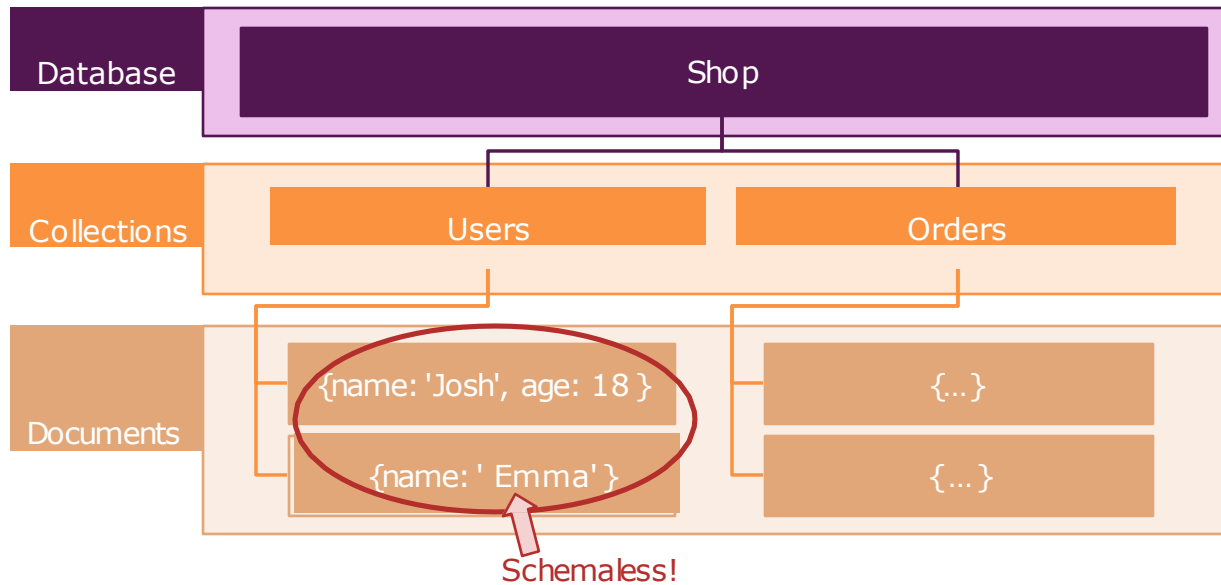 Database
Shop
Collections
Users
Orders
Documents
{name: 'Josh', age: 18 }
{...}
{name: ' Emma' }
{...}
Schemaless!